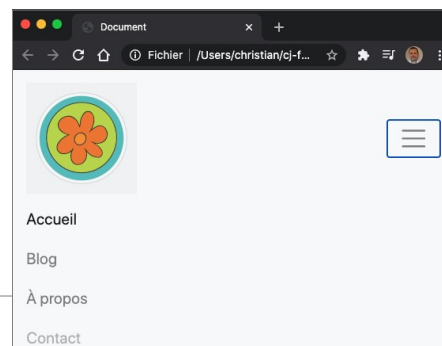 Document
Fichier /Users/christian/cj-f...
Accueil
Blog
À propos
Contact